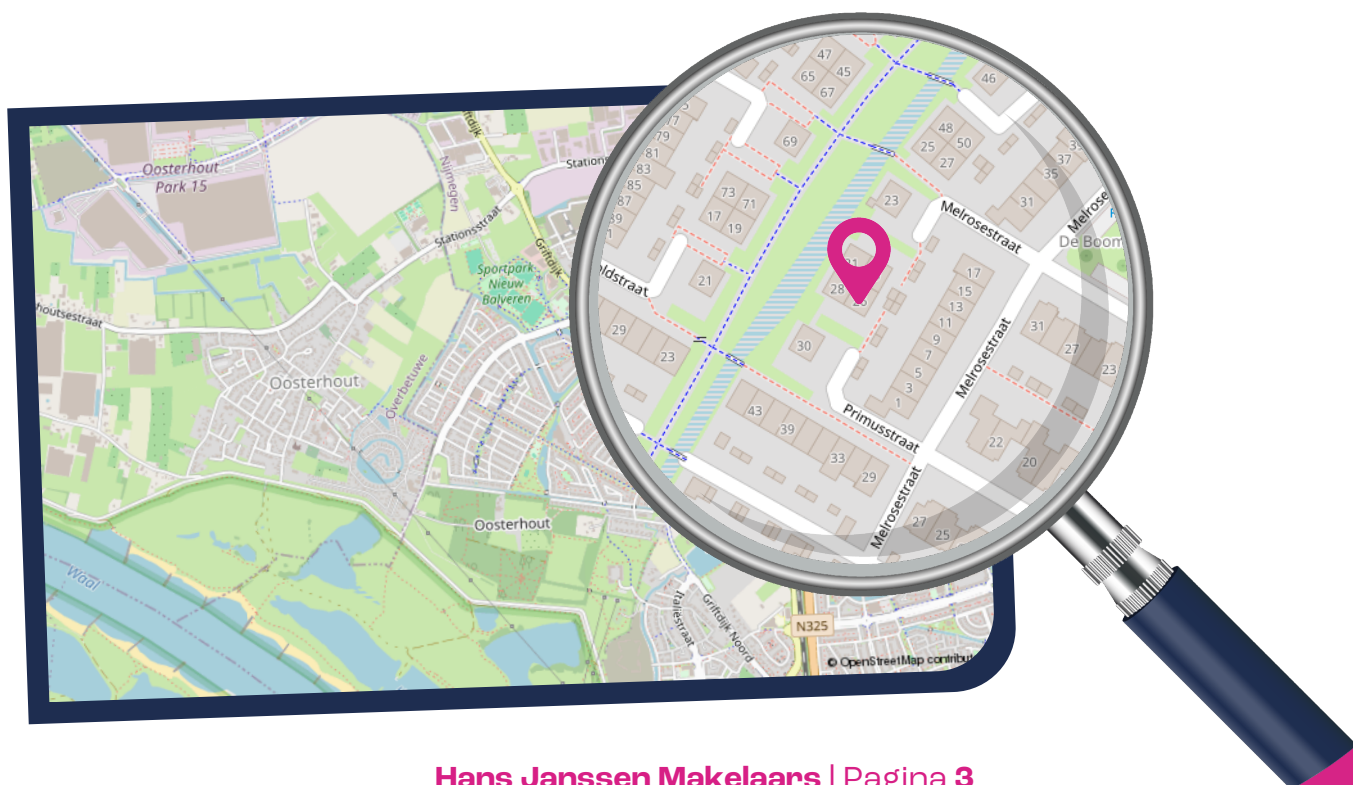 Oosterhout
Park 15
Nijmegen
Griftdijk
Stationsstraat
Sportpark
Nieuw
Balveren
Griftdijk
houtsestraat
Oosterhout
Overbetuwe
Oosterhout
Waal
Italiëstraat
Griftdijk Noord
N325
© OpenStreetMap contribut
47
65
45
67
46
69
48
50
25
27
79
81
83
85
87
73
71
17
19
23
37
35
31
Melrosestraat
Melrose
De Boom
21
oldstraat
28
30
29
23
17
15
13
11
9
7
5
3
1
31
27
23
Melrosestraat
Primusstraat
43
39
33
29
22
20
Melrosestraat
27
25
Hans Janssen Makelaars | Pagina 3